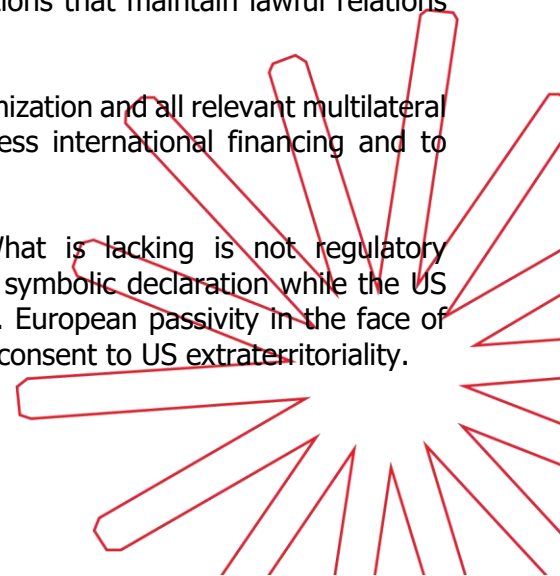 tions that maintain lawful relations
nization and all relevant multilateral
ess international financing and to
What is lacking is not regulatory
symbolic declaration while the US
. European passivity in the face of
consent to US extraterritoriality.